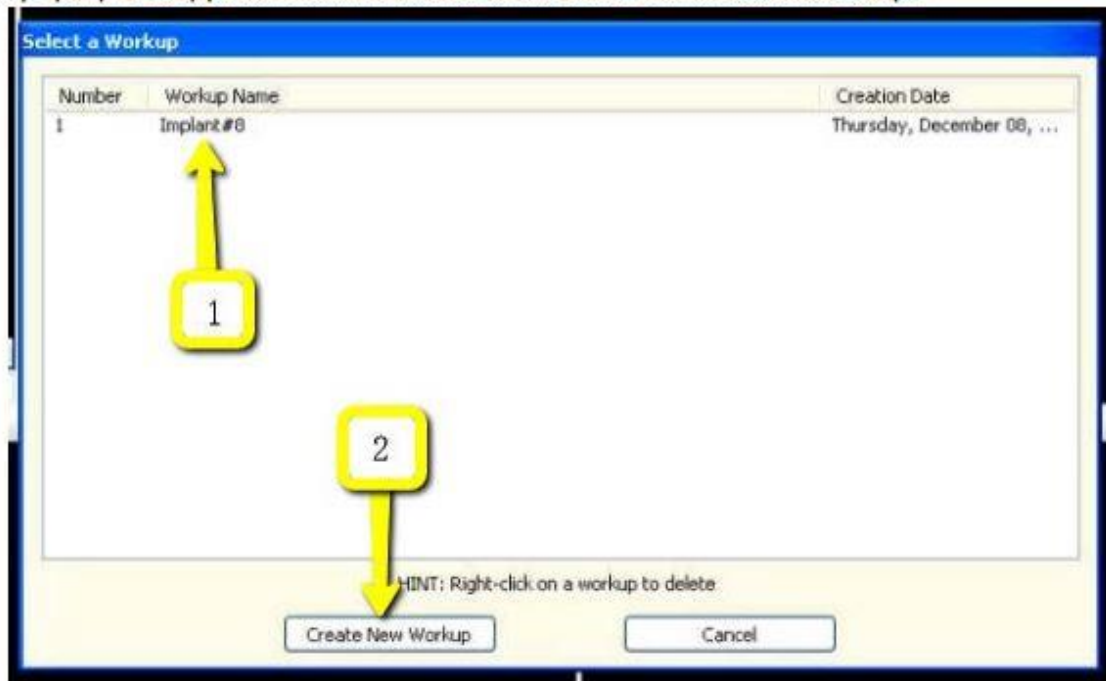 Select a Workup
Number Workup Name Creation Date
1 Implant#8 Thursday, December 08, ...
1
2
HINT: Right-click on a workup to delete
Create New Workup Cancel